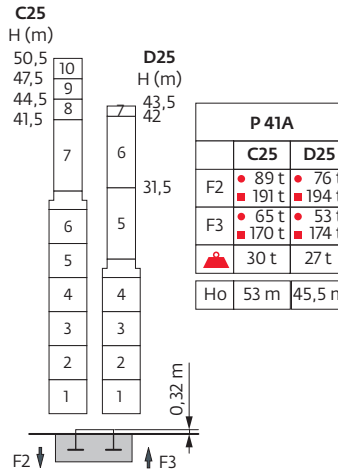 C25
H (m)
50,5
47,5
44,5
41,5
10
9
8
7
6
5
4
3
2
1
D25
H (m)
43,5
42
31,5
7
6
5
4
3
2
1
0,32 m
F2
F3
P 41A
C25 D25
F2 89 t 76 t
191 t 194 t
F3 65 t 53 t
170 t 174 t
30 t 27 t
Ho 53 m 45,5 m